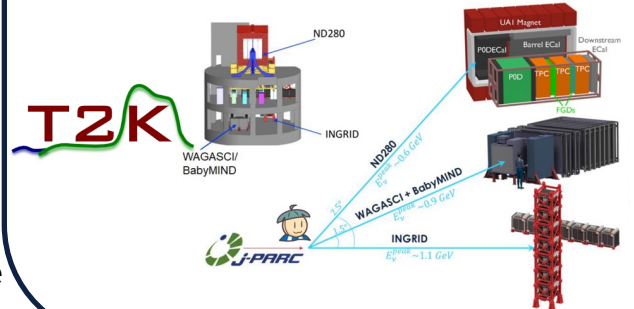 T2K
ND280
INGRID
WAGASCI/
BabyMIND
UA1 Magnet
P0DECal
Barrel ECal
Downstream
ECal
P0D
TPC
TPC
TPC
FGDs
ND280
E_ν^peak~0.6 GeV
WAGASCI + BabyMIND
E_ν^peak~0.9 GeV
INGRID
E_ν^peak~1.1 GeV
2.5°
1.5°
J-PARC
e